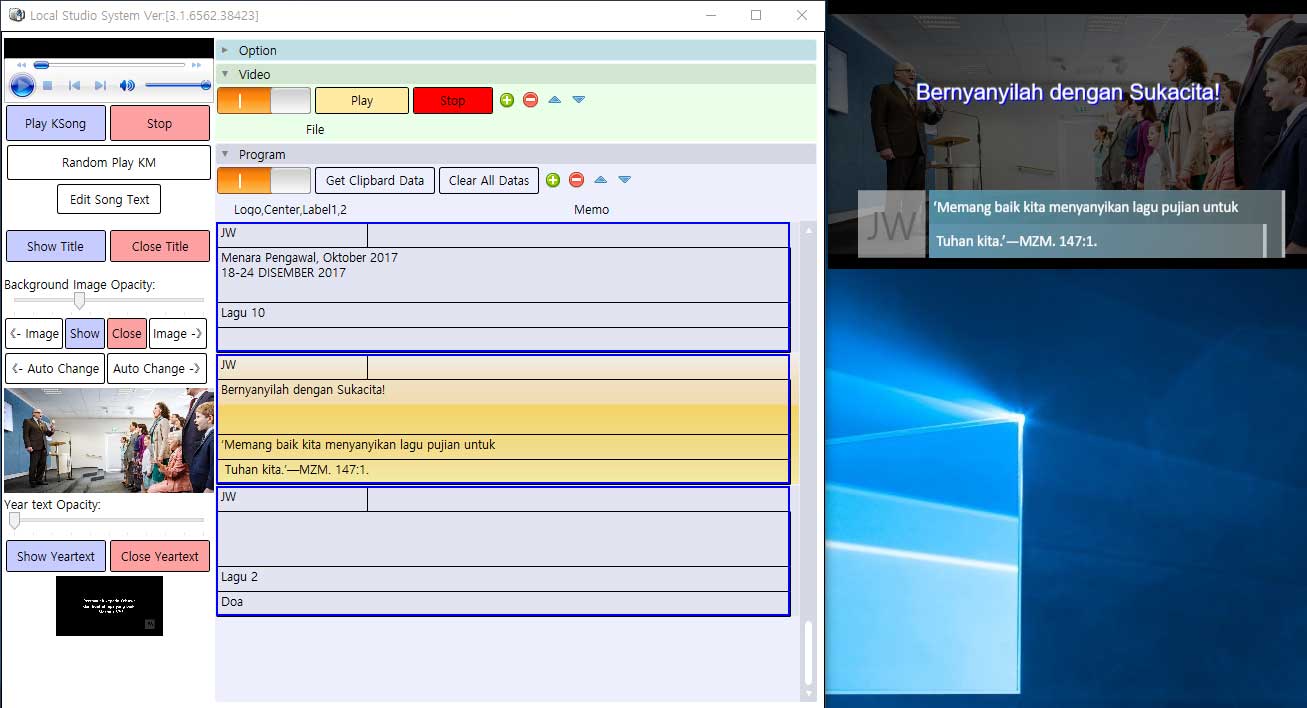 Local Studio System Ver:[3.1.6562.38423]
Play KSong
Stop
Random Play KM
Edit Song Text
Show Title
Close Title
Background Image Opacity:
<- Image
Show
Close
Image ->
<- Auto Change
Auto Change ->
Year text Opacity:
Show Yeartext
Close Yeartext
Option
Video
Play
Stop
File
Program
Get Clipbard Data
Clear All Datas
Logo,Center,Label1,2
Memo
JW
Menara Pengawal, Oktober 2017
18-24 DISEMBER 2017
Lagu 10
JW
Bernyanyilah dengan Sukacita!
‘Memang baik kita menyanyikan lagu pujian untuk
Tuhan kita.’—MZM. 147:1.
JW
Lagu 2
Doa
Bernyanyilah dengan Sukacita!
JW
‘Memang baik kita menyanyikan lagu pujian untuk
Tuhan kita.’—MZM. 147:1.